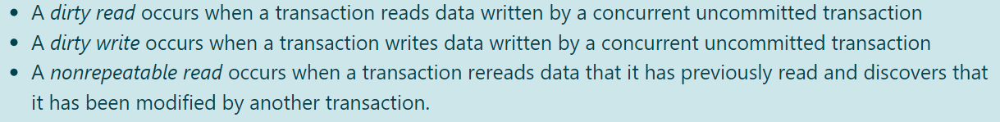 • A dirty read occurs when a transaction reads data written by a concurrent uncommitted transaction
• A dirty write occurs when a transaction writes data written by a concurrent uncommitted transaction
• A nonrepeatable read occurs when a transaction rereads data that it has previously read and discovers that
it has been modified by another transaction.